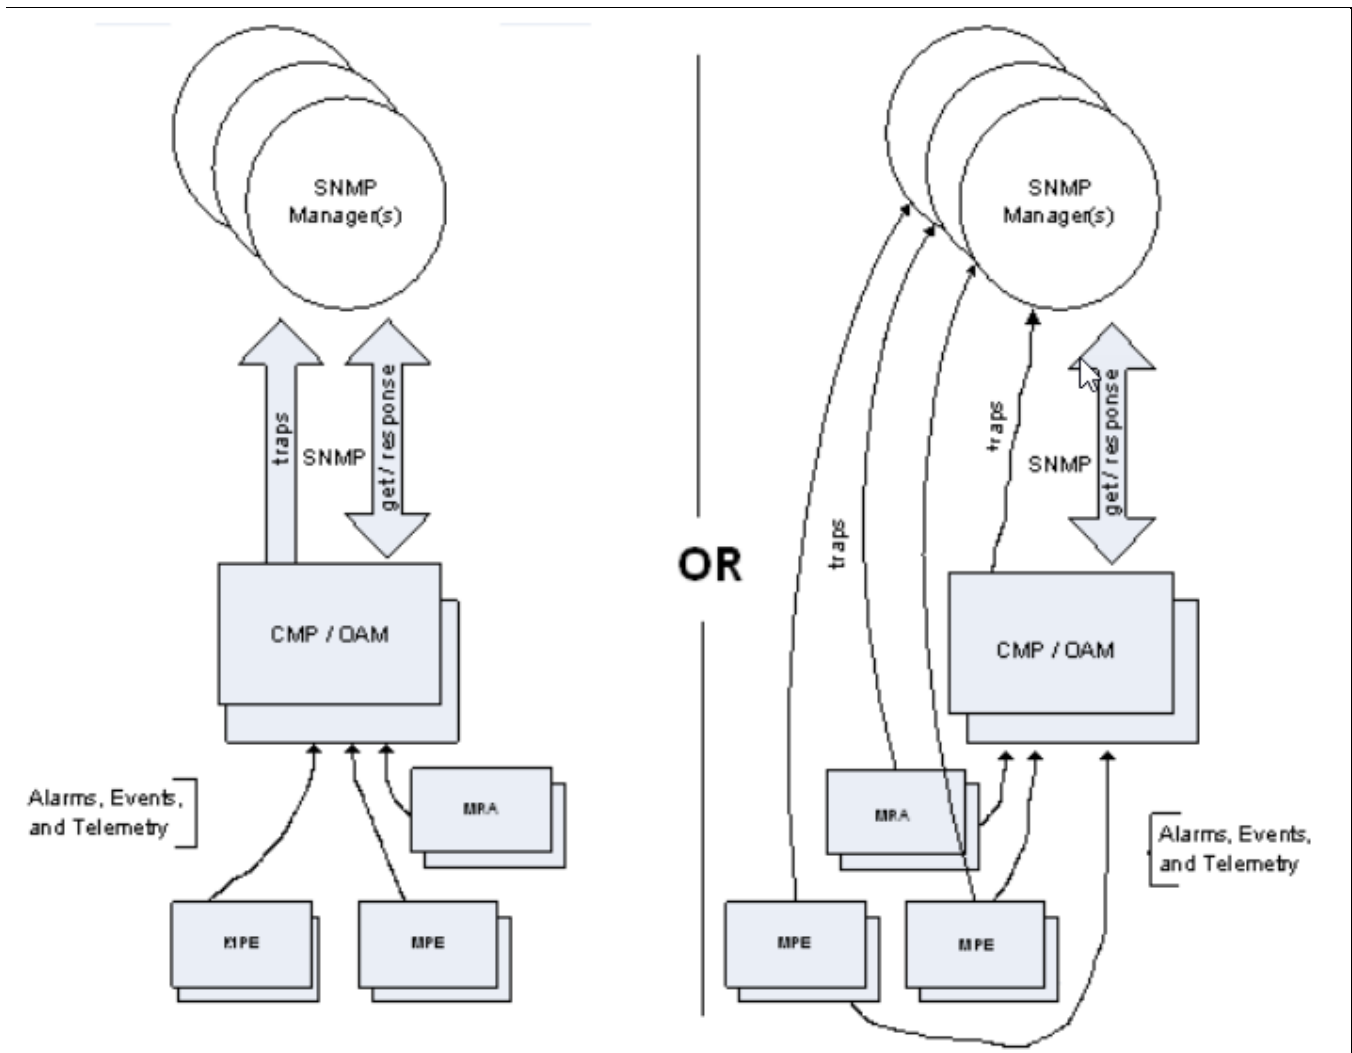 SNMP
Manager(s)
traps
SNMP
get/ response
CMP / OAM
Alarms, Events,
and Telemetry
MRA
MPE
MPE
OR
SNMP
Manager(s)
traps
traps
SNMP
get/ response
CMP / OAM
MRA
Alarms, Events,
and Telemetry
MPE
MPE